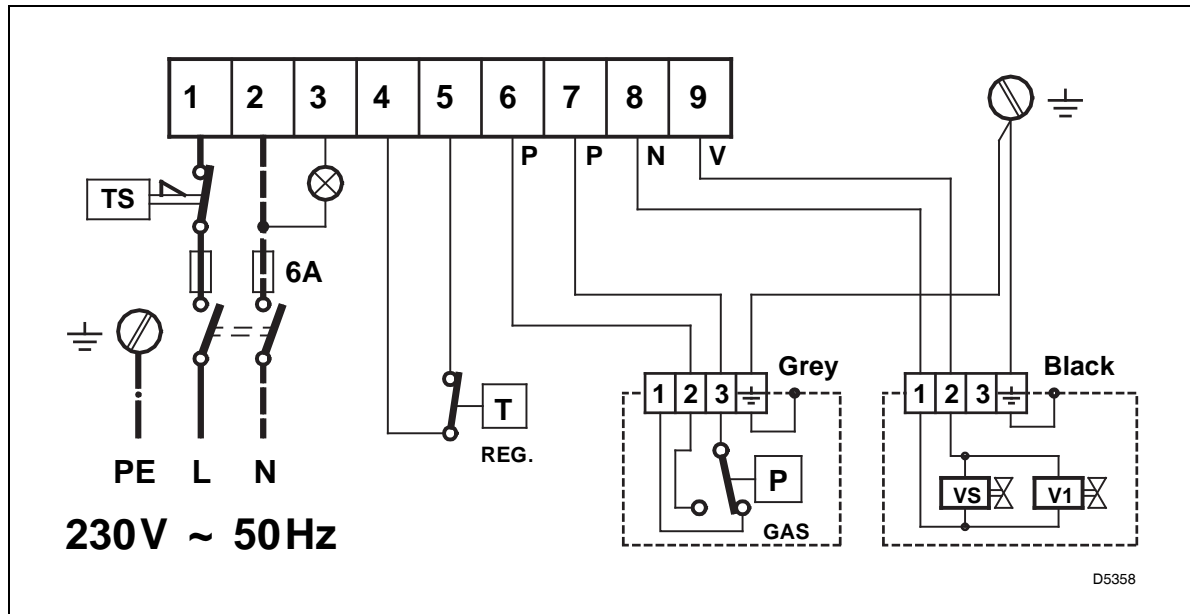 1 2 3 4 5 6 7 8 9
P P N V
TS
6A
Grey
Black
1 2 3
1 2 3
T
REG.
P
VS V1
GAS
PE L N
230V ~ 50Hz
D5358